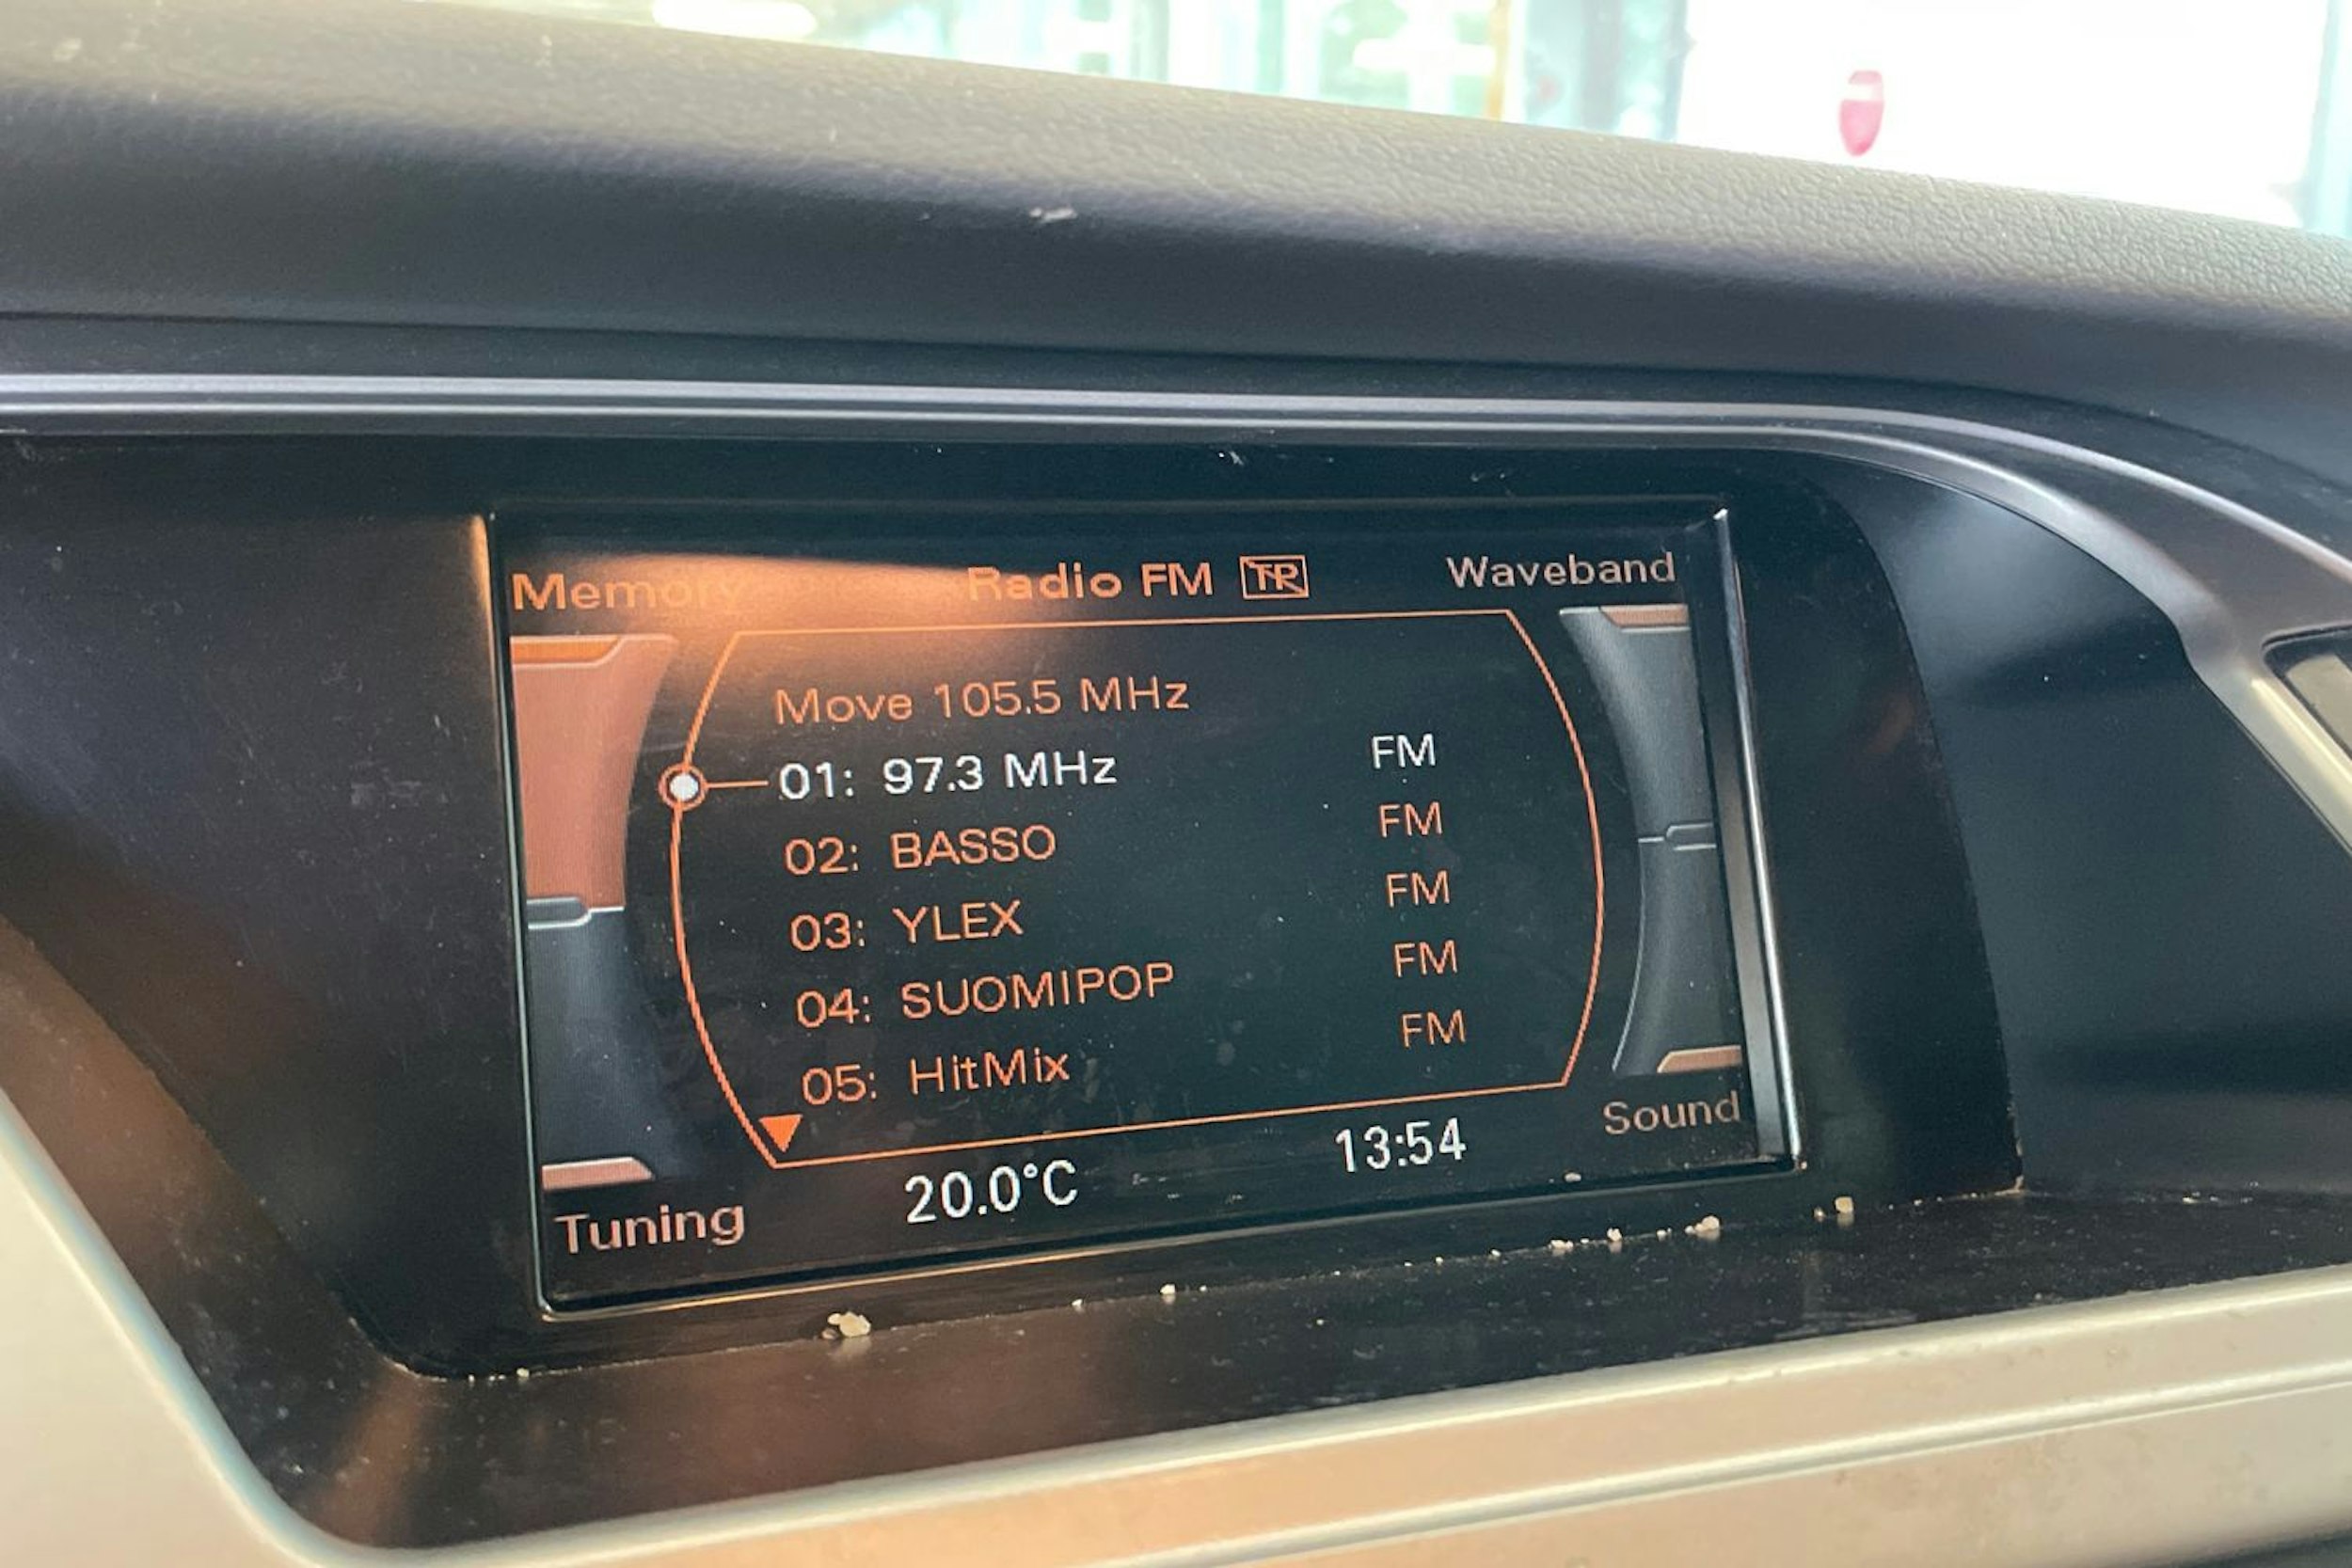 Memory Radio FM TP Waveband
Move 105.5 MHz
01: 97.3 MHz FM
02: BASSO FM
03: YLEX FM
04: SUOMIPOP FM
05: HitMix FM
Tuning 20.0°C 13:54 Sound